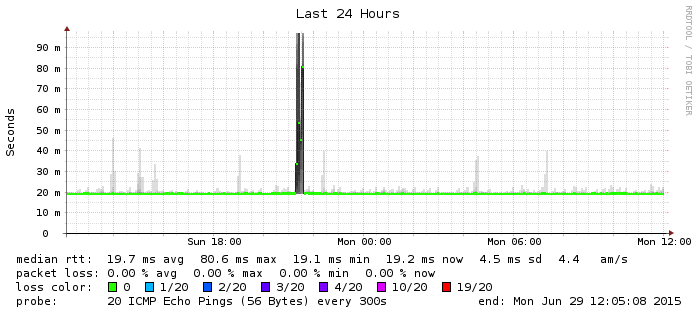 Last 24 Hours
RRDTOOL / TOBI OETIKER
Seconds
90 m
80 m
70 m
60 m
50 m
40 m
30 m
20 m
10 m
0
Sun 18:00 Mon 00:00 Mon 06:00 Mon 12:00
median rtt: 19.7 ms avg 80.6 ms max 19.1 ms min 19.2 ms now 4.5 ms sd 4.4 am/s
packet loss: 0.00 % avg 0.00 % max 0.00 % min 0.00 % now
loss color: 0 1/20 2/20 3/20 4/20 10/20 19/20
probe: 20 ICMP Echo Pings (56 Bytes) every 300s end: Mon Jun 29 12:05:08 2015